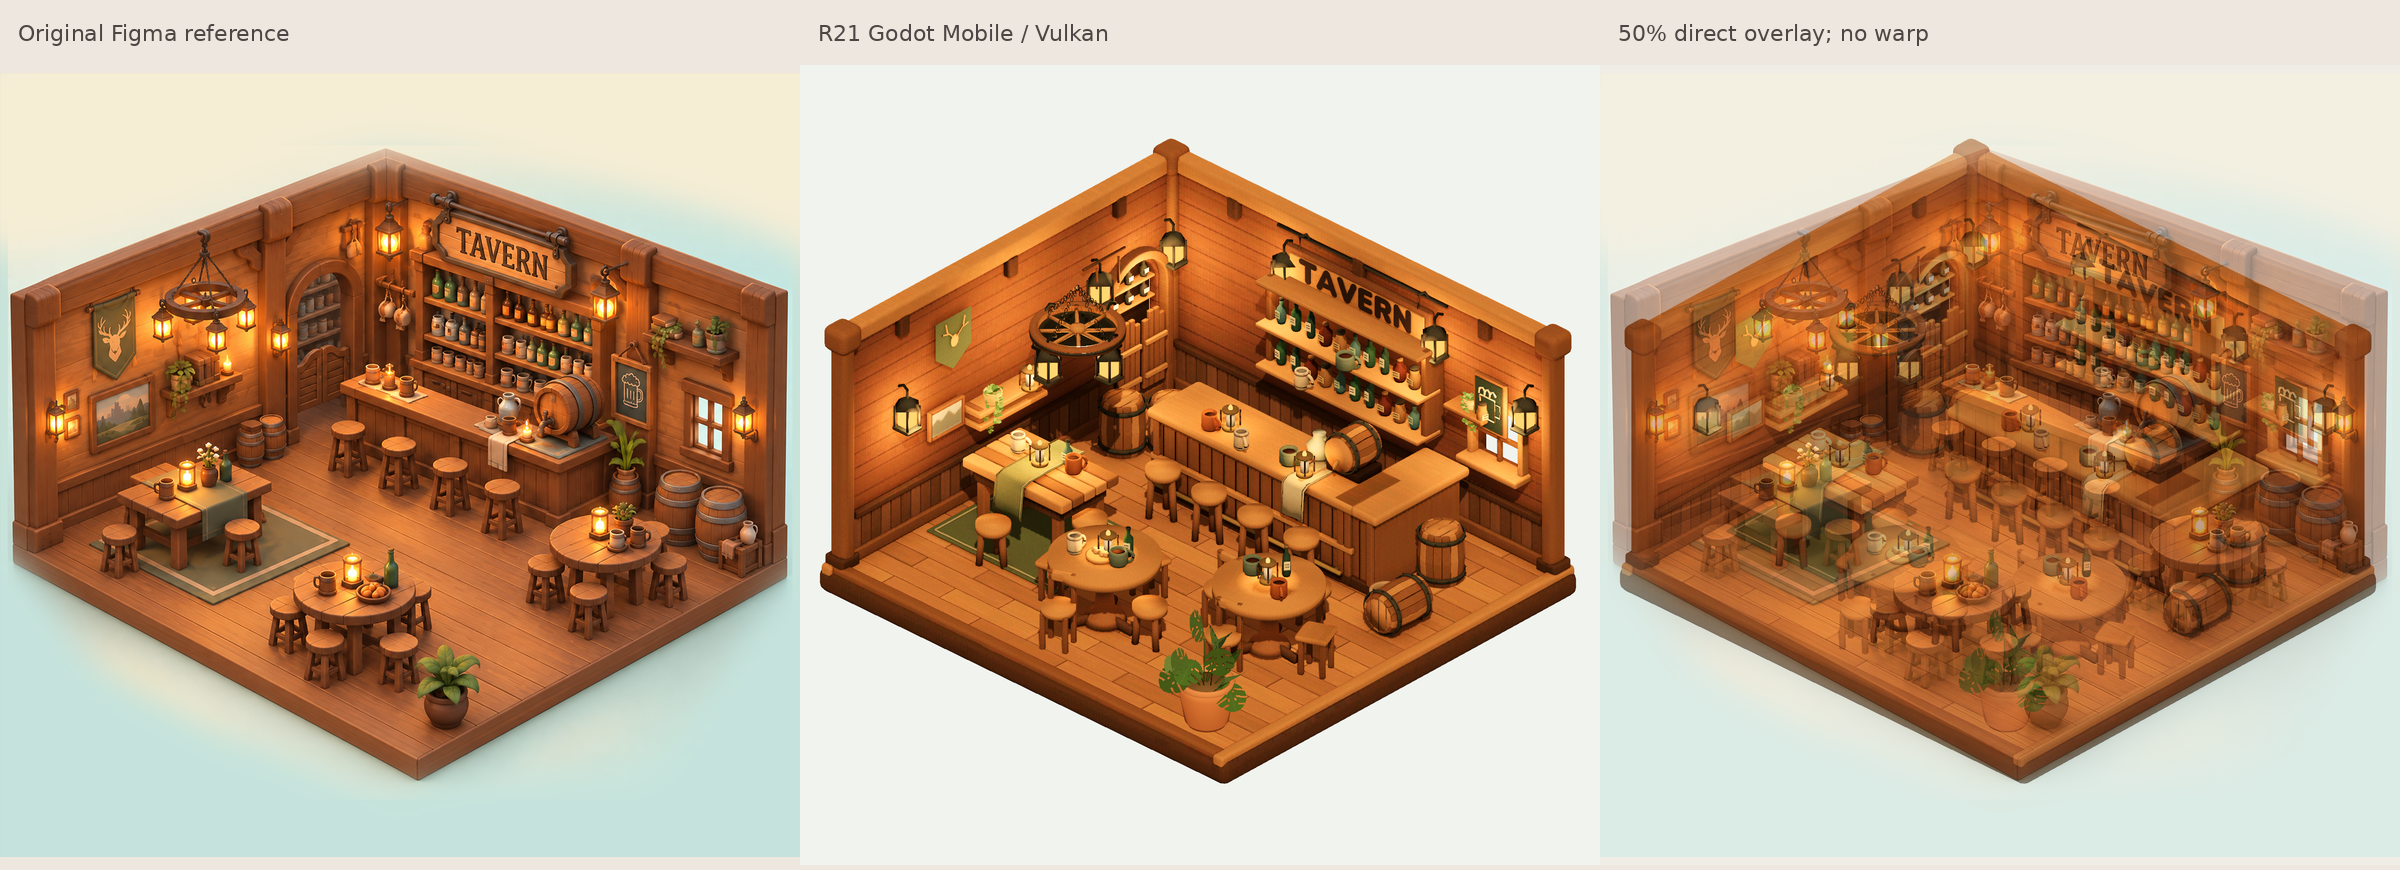 Original Figma reference
R21 Godot Mobile / Vulkan
50% direct overlay; no warp
TAVERN
TAVERN
TAVERN
TAVERN